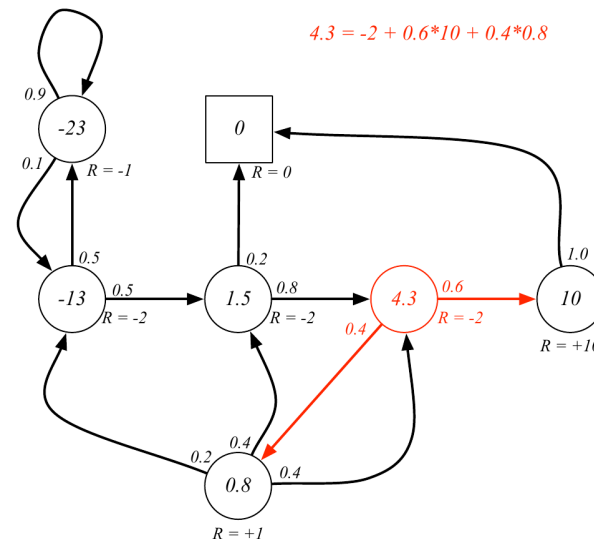 4.3 = -2 + 0.6*10 + 0.4*0.8
0.9
-23
0
0.1
R = -1
R = 0
0.5
0.2
1.0
-13
0.5
R = -2
1.5
0.8
R = -2
4.3
0.6
R = -2
10
0.4
R = +10
0.2
0.4
0.8
0.4
R = +1